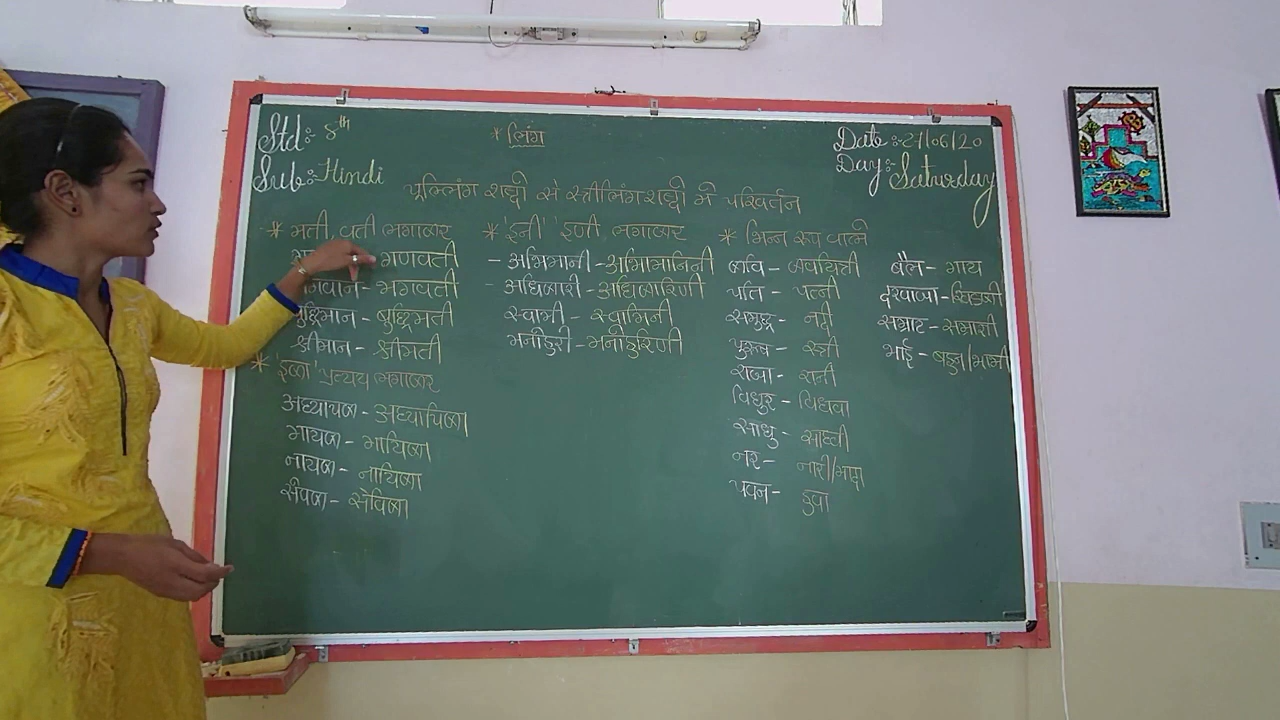 Std:- 8th
Sub:- Hindi
* लिंग
Date :- 27/06/20
Day:- Saturday
पुल्लिंग शब्दो से स्त्रीलिंग शब्दो मे परिवर्तन
* मती, वती लगाकर
गुणवती
भगवान - भगवती
बुद्धिमान - बुद्धिमती
श्रीमान - श्रीमती
* 'इका' प्रत्यय लगाकर
अध्यापक - अध्यापिका
गायक - गायिका
नायक - नायिका
सेवक - सेविका
* 'इनी' 'इणी' लगाकर
- अभिमानी - अभिमानिनी
- अधिकारी - अधिकारिणी
स्वामी - स्वामिनी
मनोहारी - मनोहारिणी
* भिन्न रूप वाले
कवि - कवयित्री
पति - पत्नी
समुद्र - नदी
पुरुष - स्त्री
राजा - रानी
विधुर - विधवा
साधु - साध्वी
नर - नारी/मादा
पवन - हवा
बैल - गाय
दरवाजा - खिडकी
सम्राट - सम्राज्ञी
भाई - बहन/भाभी